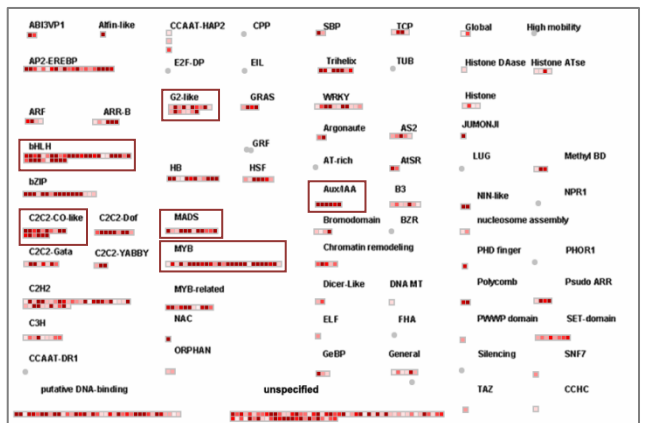 ABI3VP1 Alfin-like CCAAT-HAP2 CPP SBP TCP Global High mobility
AP2-EREBP E2F-DP EIL Trihelix TUB Histone DAase Histone ATse
ARF ARR-B G2-like GRAS WRKY Histone
Argonaute AS2 JUMONJI
bHLH GRF
HB HSF AT-rich AtSR LUG Methyl BD
bZIP Aux/IAA B3 NIN-like NPR1
C2C2-CO-like C2C2-Dof MADS Bromodomain BZR nucleosome assembly
C2C2-Gata C2C2-YABBY MYB Chromatin remodeling PHD finger PHOR1
C2H2 MYB-related Dicer-Like DNA MT Polycomb Psudo ARR
C3H NAC ELF FHA PWWP domain SET-domain
CCAAT-DR1 ORPHAN GeBP General Silencing SNF7
putative DNA-binding unspecified TAZ CCHC